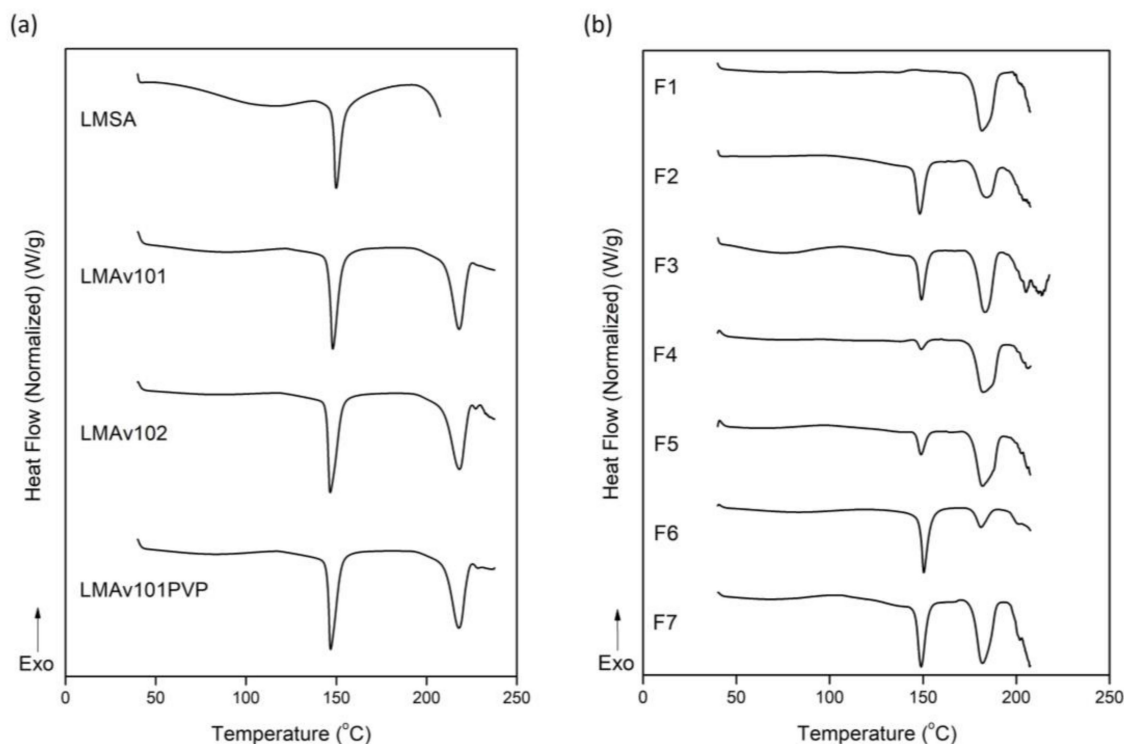 (a)
LMSA
LMAv101
LMAv102
LMAv101PVP
Heat Flow (Normalized) (W/g)
Exo
0 50 100 150 200 250
Temperature (°C)
(b)
F1
F2
F3
F4
F5
F6
F7
Heat Flow (Normalized) (W/g)
Exo
0 50 100 150 200 250
Temperature (°C)